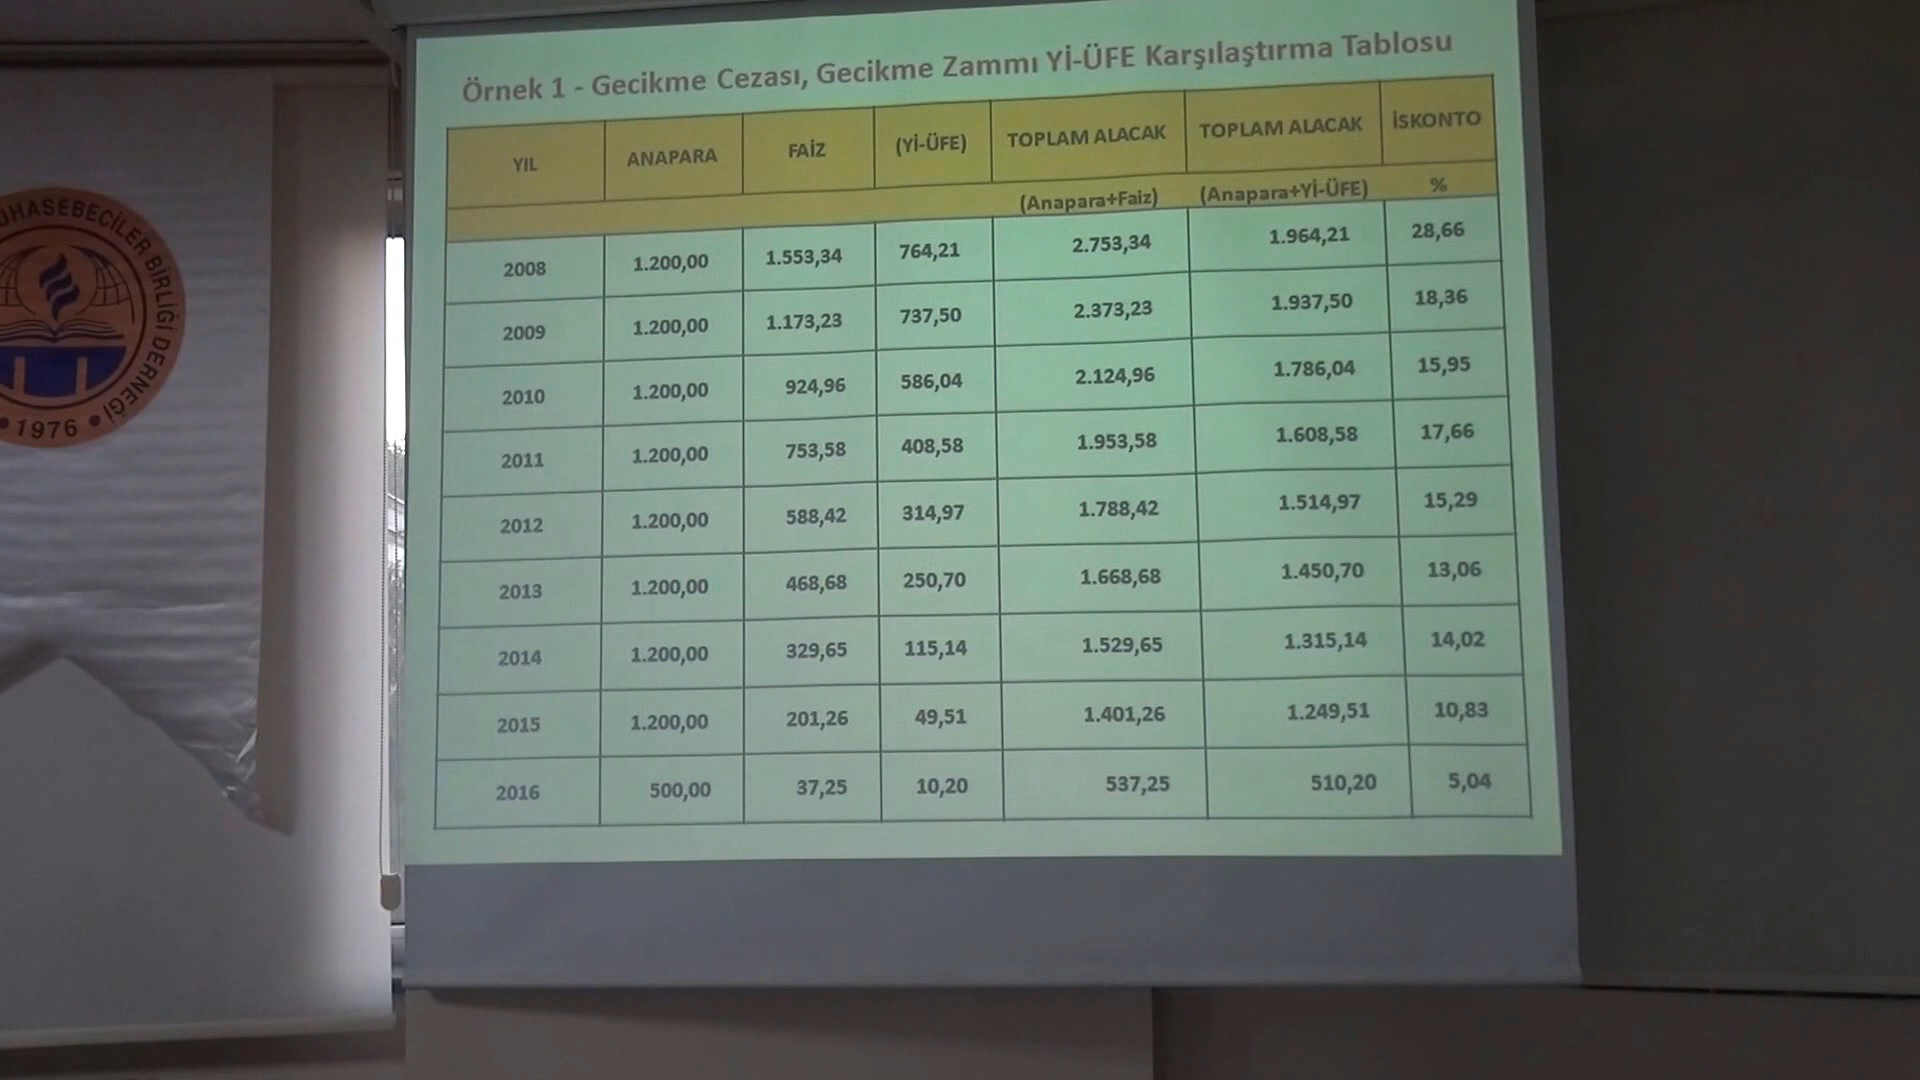 Örnek 1 - Gecikme Cezası, Gecikme Zammı Yİ-ÜFE Karşılaştırma Tablosu
YIL ANAPARA FAİZ (Yİ-ÜFE) TOPLAM ALACAK TOPLAM ALACAK İSKONTO
(Anapara+Faiz) (Anapara+Yİ-ÜFE) %
2008 1.200,00 1.553,34 764,21 2.753,34 1.964,21 28,66
2009 1.200,00 1.173,23 737,50 2.373,23 1.937,50 18,36
2010 1.200,00 924,96 586,04 2.124,96 1.786,04 15,95
2011 1.200,00 753,58 408,58 1.953,58 1.608,58 17,66
2012 1.200,00 588,42 314,97 1.788,42 1.514,97 15,29
2013 1.200,00 468,68 250,70 1.668,68 1.450,70 13,06
2014 1.200,00 329,65 115,14 1.529,65 1.315,14 14,02
2015 1.200,00 201,26 49,51 1.401,26 1.249,51 10,83
2016 500,00 37,25 10,20 537,25 510,20 5,04
BİRLİĞİ DERNEĞİ
1976